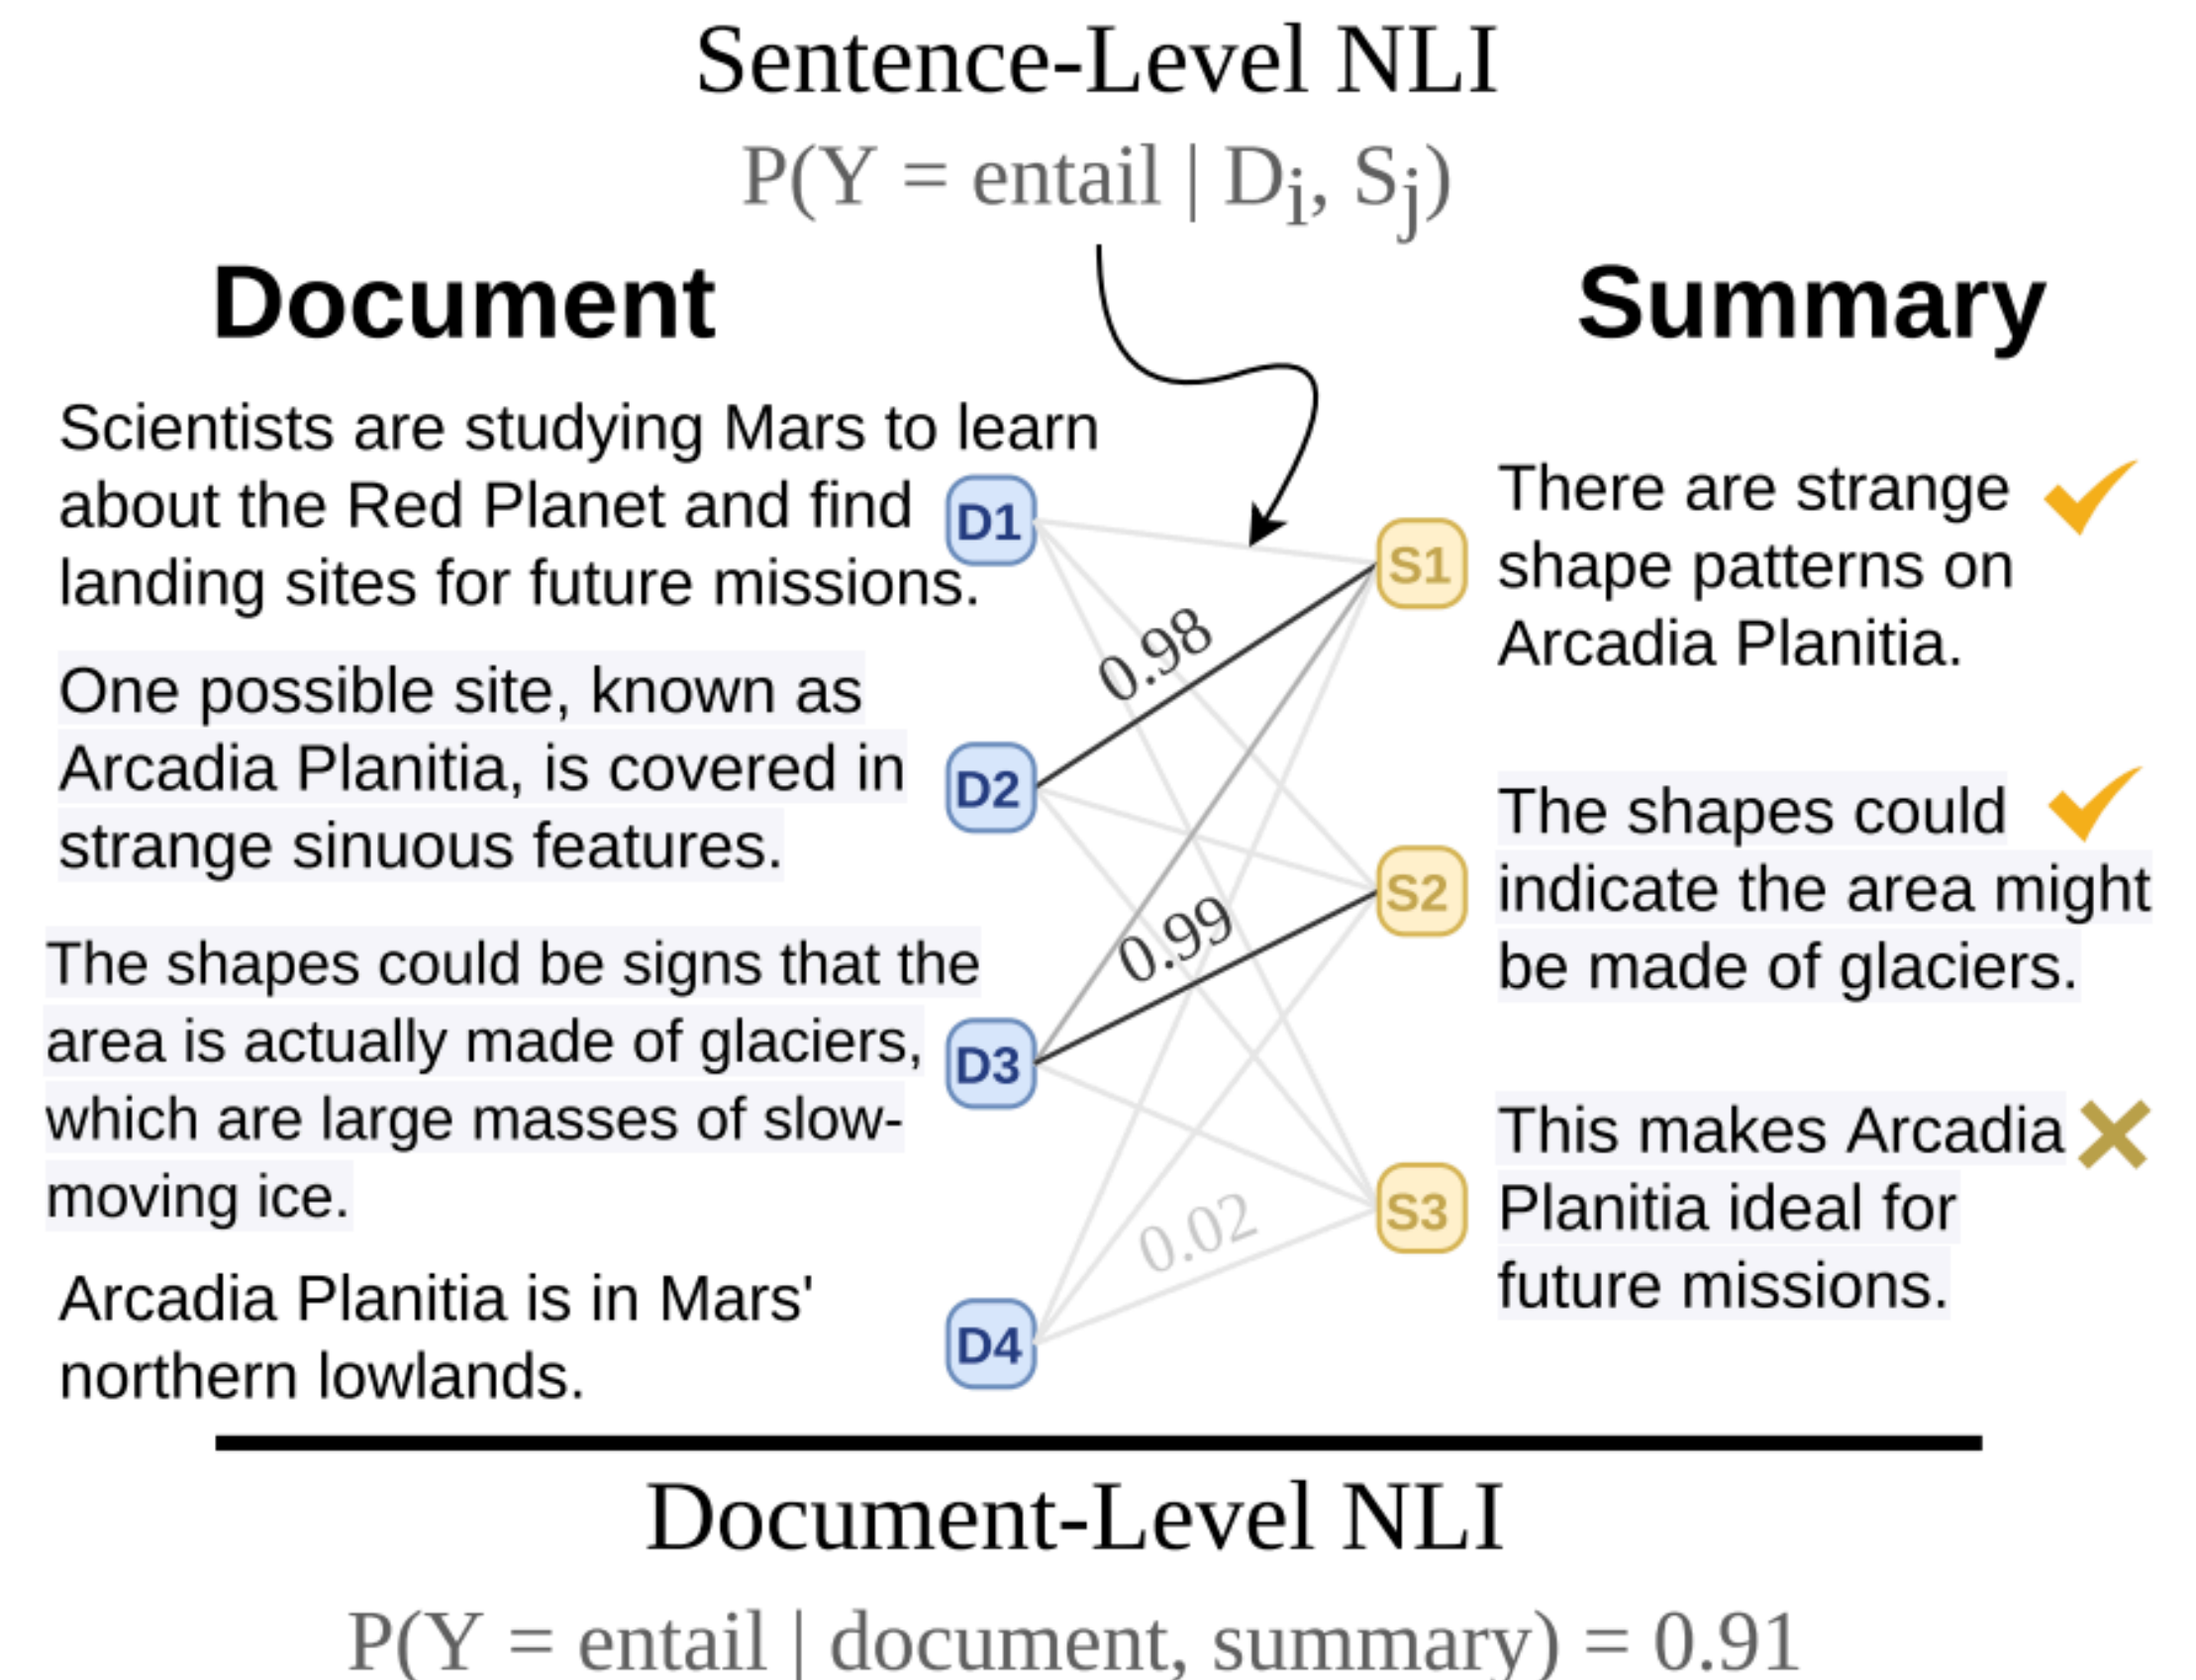 Sentence-Level NLI
P(Y = entail | Di, Sj)
Document
Scientists are studying Mars to learn
about the Red Planet and find
landing sites for future missions.
D1
One possible site, known as
Arcadia Planitia, is covered in
strange sinuous features.
D2
The shapes could be signs that the
area is actually made of glaciers,
which are large masses of slow-
moving ice.
D3
Arcadia Planitia is in Mars'
northern lowlands.
D4
0.98
0.99
0.02
Summary
S1
There are strange
shape patterns on
Arcadia Planitia.
S2
The shapes could
indicate the area might
be made of glaciers.
S3
This makes Arcadia
Planitia ideal for
future missions.
Document-Level NLI
P(Y = entail | document, summary) = 0.91